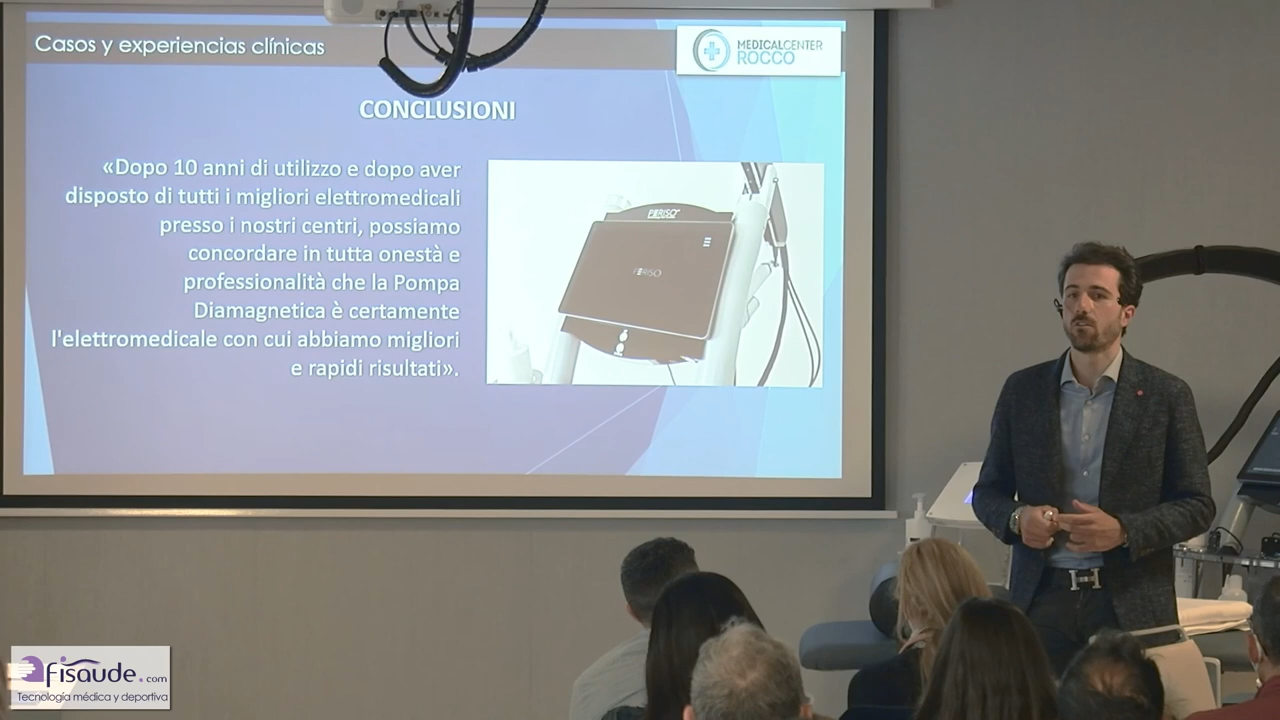 Casos y experiencias clínicas
MEDICALCENTER
ROCCO
CONCLUSIONI
«Dopo 10 anni di utilizzo e dopo aver
disposto di tutti i migliori elettromedicali
presso i nostri centri, possiamo
concordare in tutta onestà e
professionalità che la Pompa
Diamagnetica è certamente
l'elettromedicale con cui abbiamo migliori
e rapidi risultati».
PERISO
PERISO
fisaude.com
Tecnología médica y deportiva